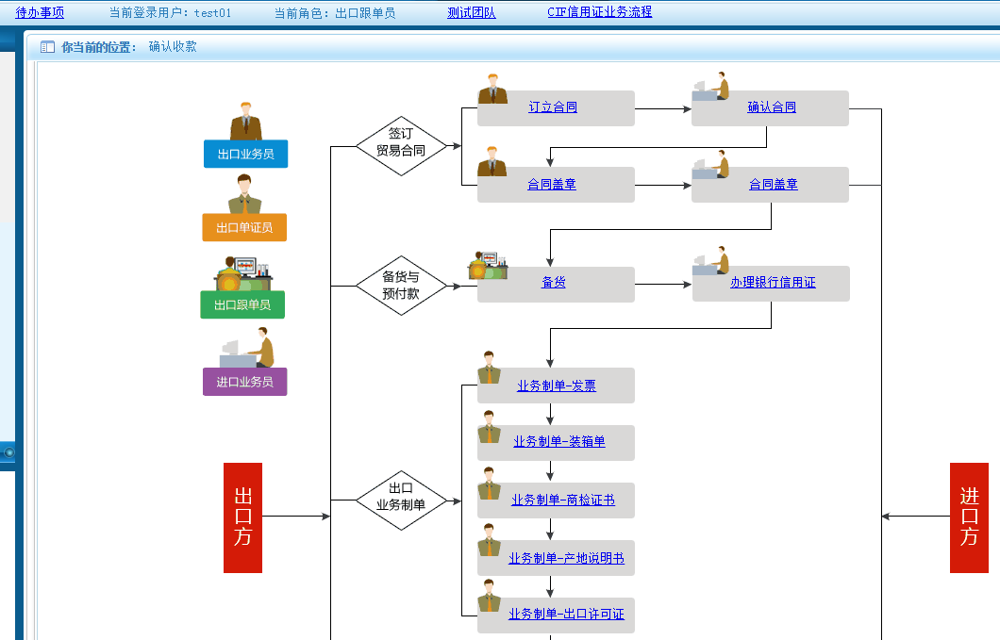 待办事项 当前登录用户：test01 当前角色：出口跟单员 测试团队 CIF信用证业务流程
你当前的位置： 确认收款
出口业务员
出口单证员
出口跟单员
进口业务员
签订
贸易合同
订立合同
确认合同
合同盖章
合同盖章
备货与
预付款
备货
办理银行信用证
出口
业务制单
业务制单-发票
业务制单-装箱单
业务制单-商检证书
业务制单-产地说明书
业务制单-出口许可证
出口方
进口方